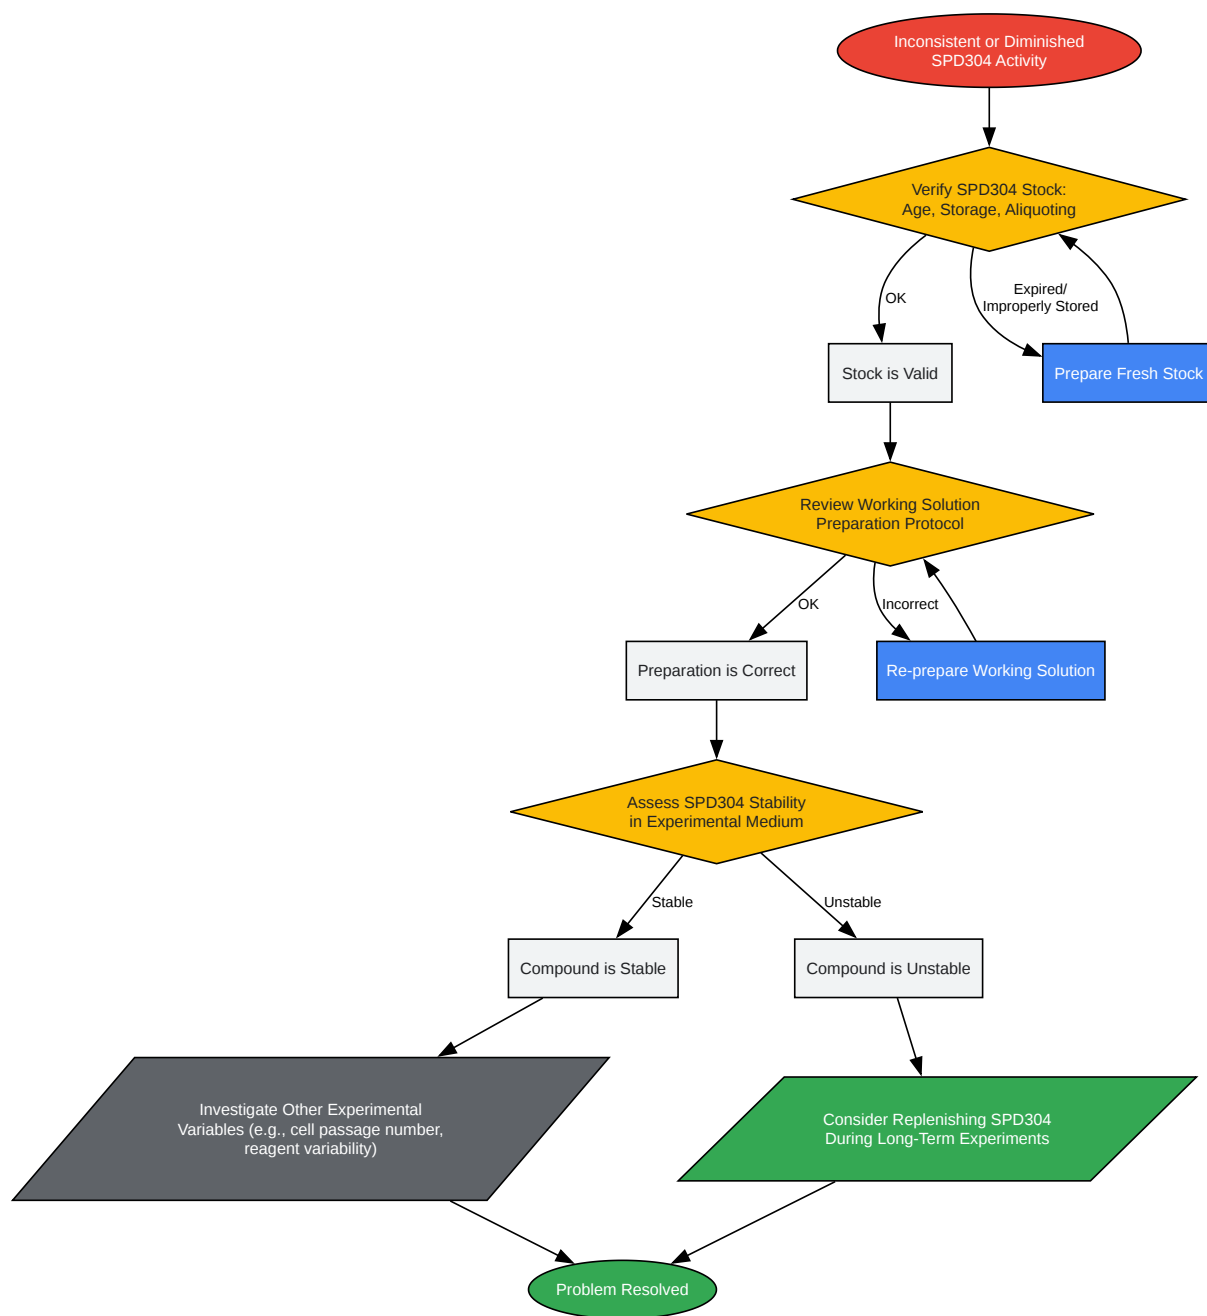 Inconsistent or Diminished
SPD304 Activity
Verify SPD304 Stock:
Age, Storage, Aliquoting
OK
Expired/
Improperly Stored
Stock is Valid
Prepare Fresh Stock
Review Working Solution
Preparation Protocol
OK
Incorrect
Preparation is Correct
Re-prepare Working Solution
Assess SPD304 Stability
in Experimental Medium
Stable
Unstable
Compound is Stable
Compound is Unstable
Investigate Other Experimental
Variables (e.g., cell passage number,
reagent variability)
Consider Replenishing SPD304
During Long-Term Experiments
Problem Resolved